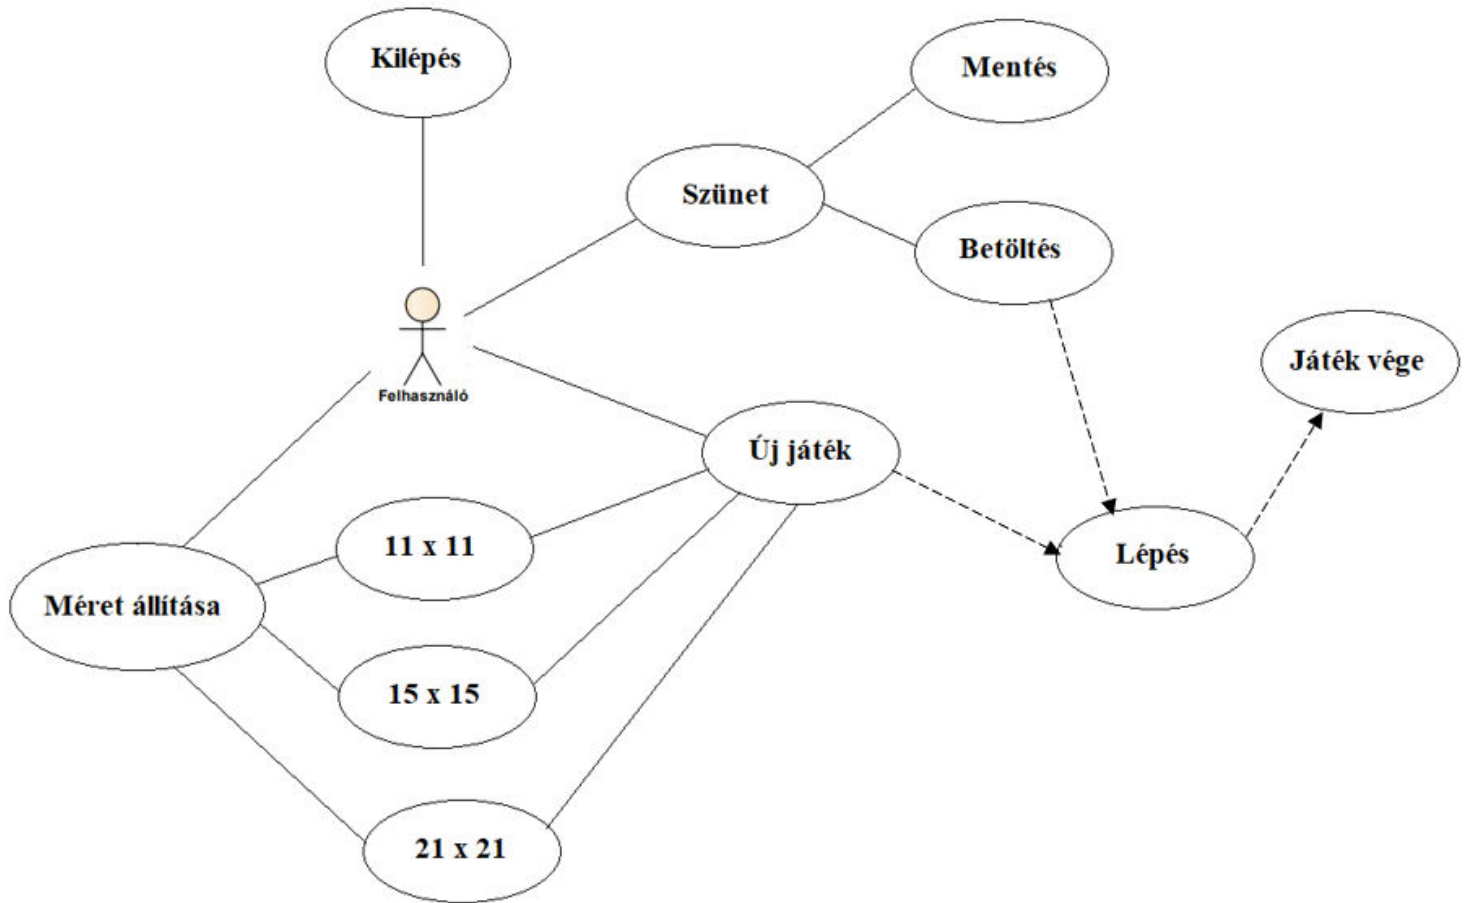 Kilépés
Mentés
Szünet
Betöltés
Játék vége
Felhasználó
Új játék
11 x 11
Lépés
Méret állítása
15 x 15
21 x 21